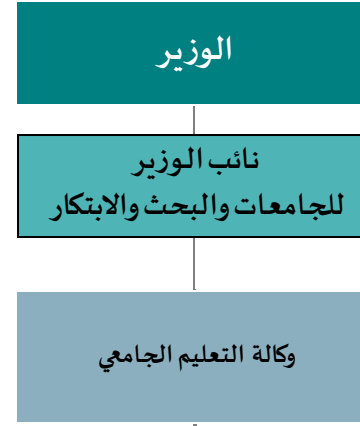 الوزير
نائب الوزير
للجامعات والبحث والابتكار
وكالة التعليم الجامعي